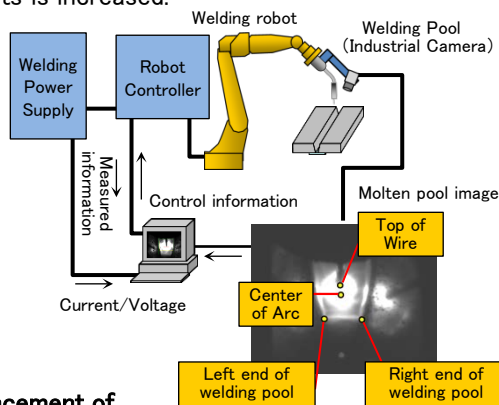 ts is increased.
Welding robot
Welding Pool
(Industrial Camera)
Welding
Power
Supply
Robot
Controller
Measured
information
Control information
Molten pool image
Top of
Wire
Center
of Arc
Current/Voltage
Left end of
welding pool
Right end of
welding pool
ncement of